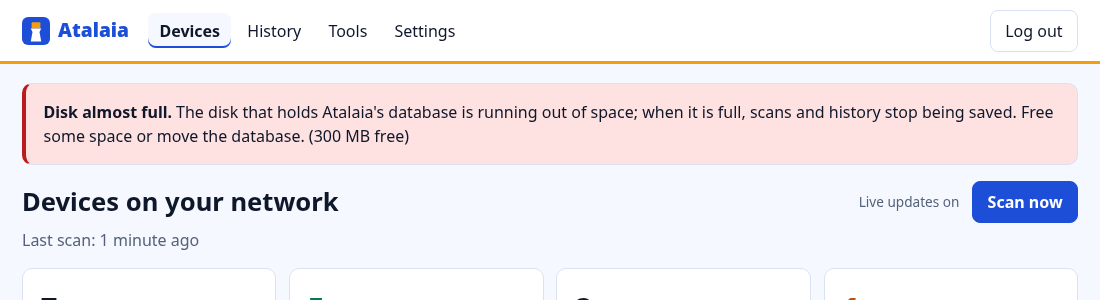 Atalaia
Devices
History
Tools
Settings
Log out
Disk almost full. The disk that holds Atalaia's database is running out of space; when it is full, scans and history stop being saved. Free
some space or move the database. (300 MB free)
Devices on your network
Live updates on
Scan now
Last scan: 1 minute ago